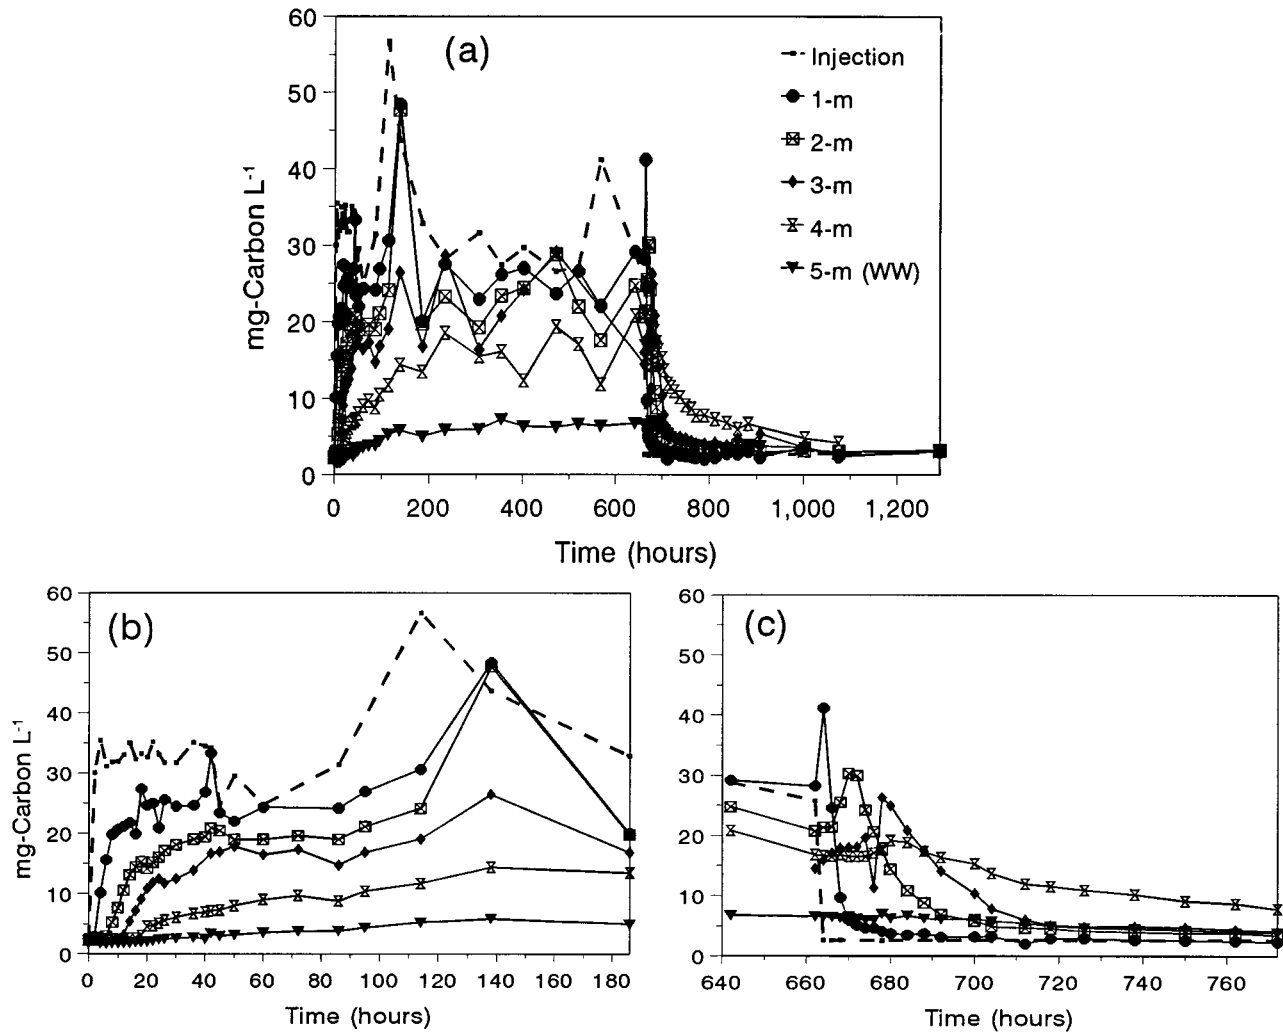 (a)
mg-Carbon L-1
60
50
40
30
20
10
0
Injection
1-m
2-m
3-m
4-m
5-m (WW)
0 200 400 600 800 1,000 1,200
Time (hours)
(b)
mg-Carbon L-1
60
50
40
30
20
10
0
0 20 40 60 80 100 120 140 160 180
Time (hours)
(c)
60
50
40
30
20
10
0
640 660 680 700 720 740 760
Time (hours)